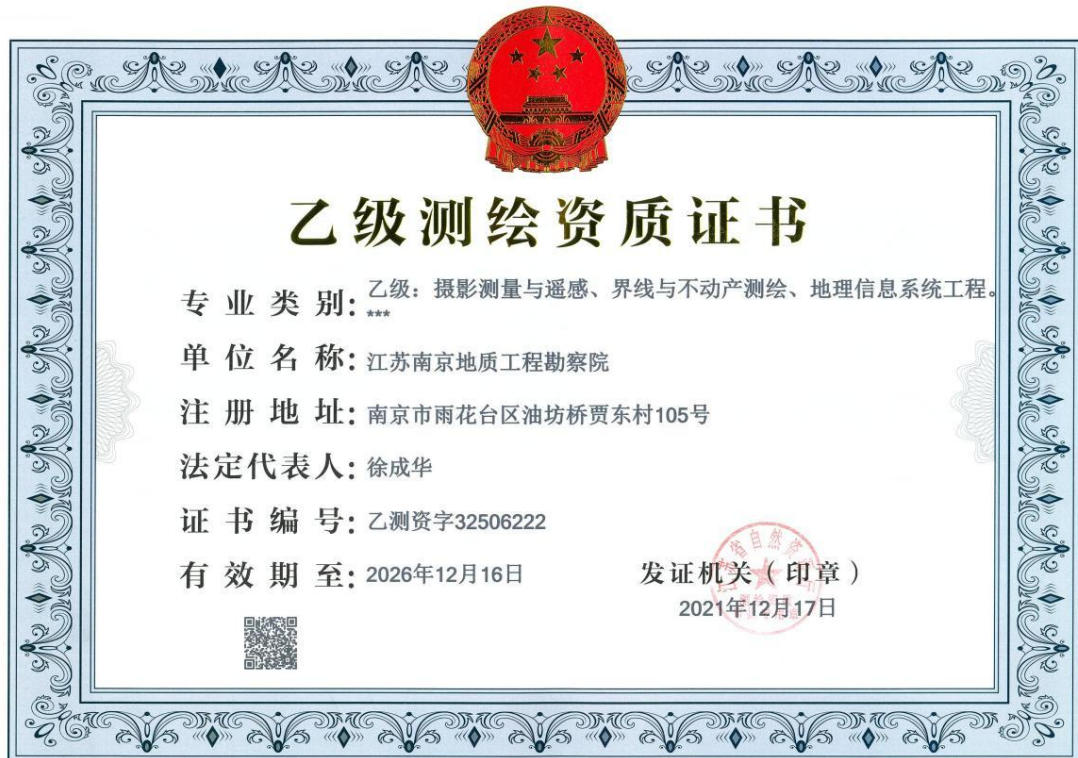 乙级测绘资质证书
专业类别：乙级：摄影测量与遥感、界线与不动产测绘、地理信息系统工程。
***
单位名称：江苏南京地质工程勘察院
注册地址：南京市雨花台区油坊桥贾东村105号
法定代表人：徐成华
证书编号：乙测资字32506222
有效期至：2026年12月16日
发证机关（印章）
2021年12月17日